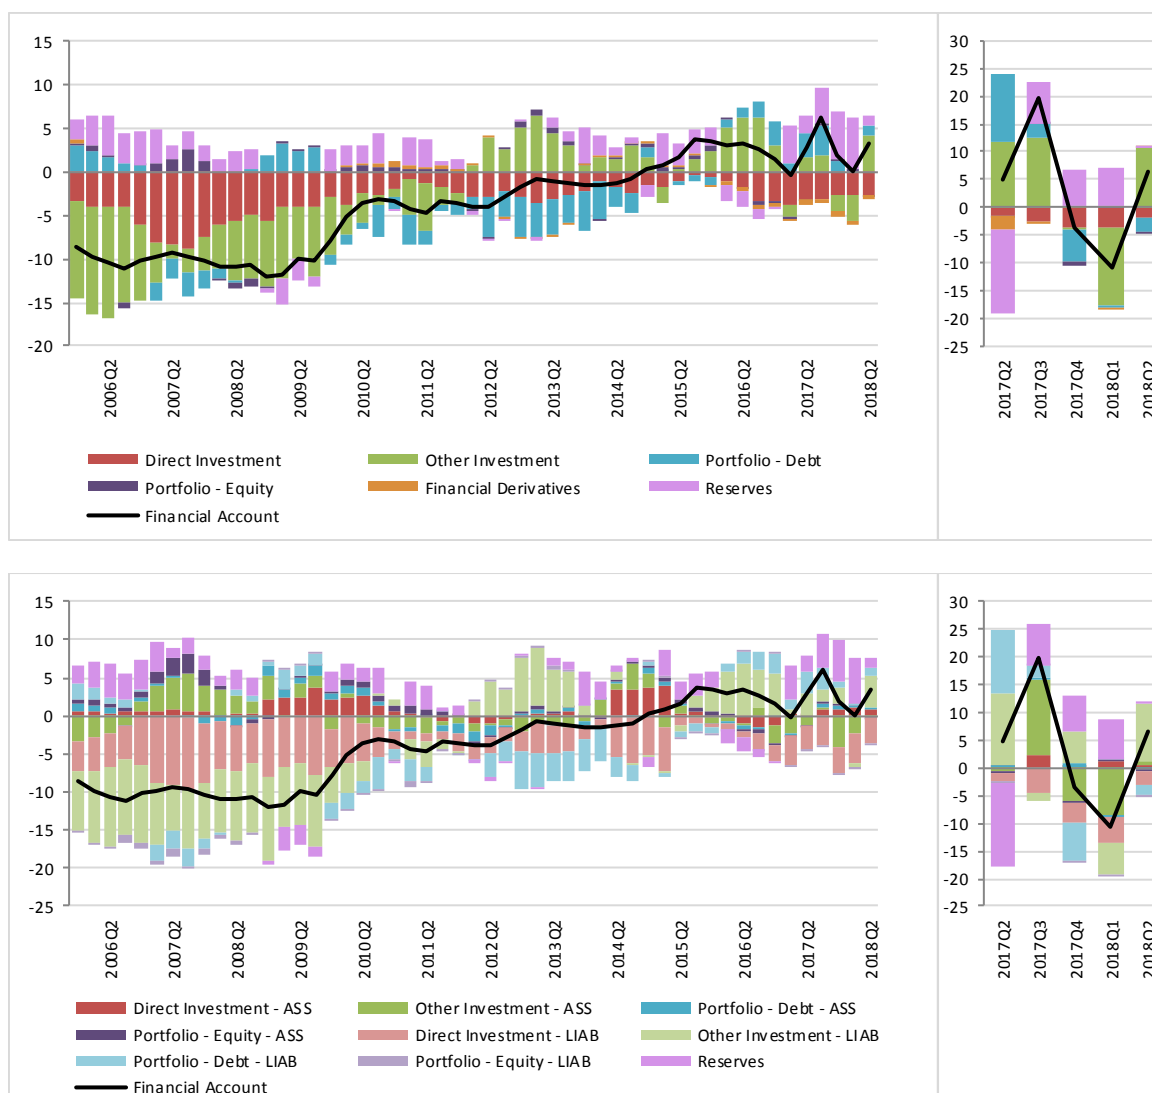 15
10
5
0
-5
-10
-15
-20
2006Q2
2007Q2
2008Q2
2009Q2
2010Q2
2011Q2
2012Q2
2013Q2
2014Q2
2015Q2
2016Q2
2017Q2
2018Q2
Direct Investment
Other Investment
Portfolio - Debt
Portfolio - Equity
Financial Derivatives
Reserves
Financial Account
30
25
20
15
10
5
0
-5
-10
-15
-20
-25
2017Q2
2017Q3
2017Q4
2018Q1
2018Q2
15
10
5
0
-5
-10
-15
-20
-25
2006Q2
2007Q2
2008Q2
2009Q2
2010Q2
2011Q2
2012Q2
2013Q2
2014Q2
2015Q2
2016Q2
2017Q2
2018Q2
Direct Investment - ASS
Other Investment - ASS
Portfolio - Debt - ASS
Portfolio - Equity - ASS
Direct Investment - LIAB
Other Investment - LIAB
Portfolio - Debt - LIAB
Portfolio - Equity - LIAB
Reserves
Financial Account
30
25
20
15
10
5
0
-5
-10
-15
-20
-25
2017Q2
2017Q3
2017Q4
2018Q1
2018Q2